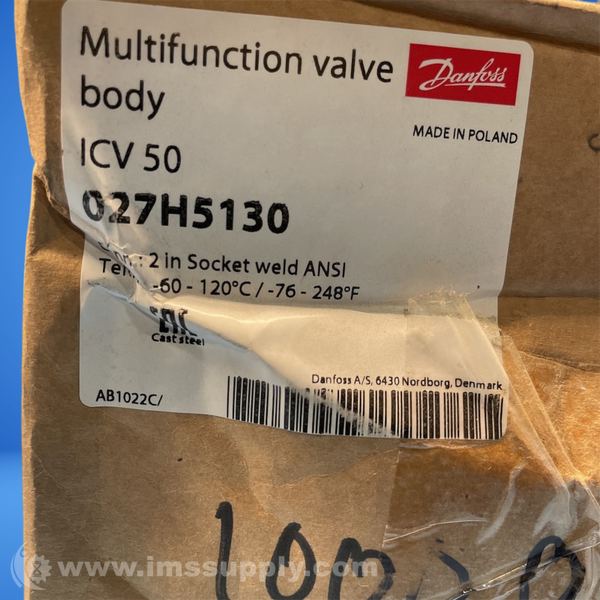 Multifunction valve
body
Danfoss
MADE IN POLAND
ICV 50
027H5130
2 in Socket weld ANSI
-60 - 120°C / -76 - 248°F
EAC
Cast steel
Danfoss A/S, 6430 Nordborg, Denmark
AB1022C/
www.imssupply.com